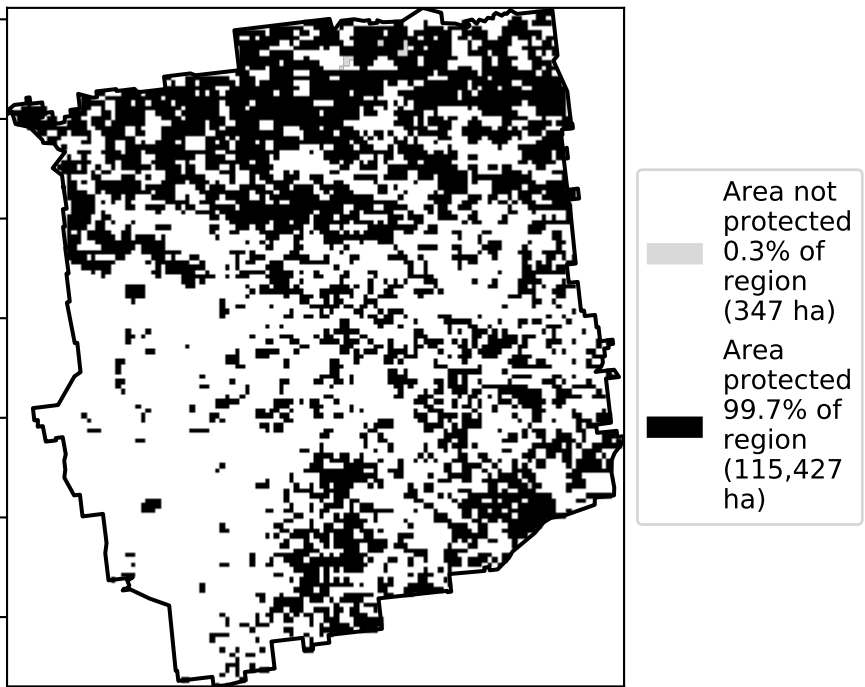 Area not
protected
0.3% of
region
(347 ha)
Area
protected
99.7% of
region
(115,427
ha)